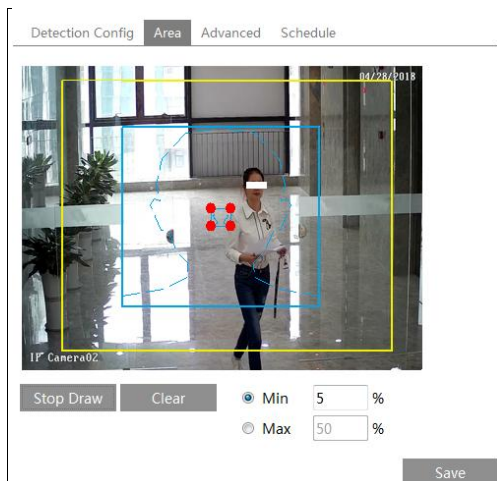 Detection Config Area Advanced Schedule
04/28/2018
IP Camera02
Stop Draw Clear Min 5 %
Max 50 %
Save